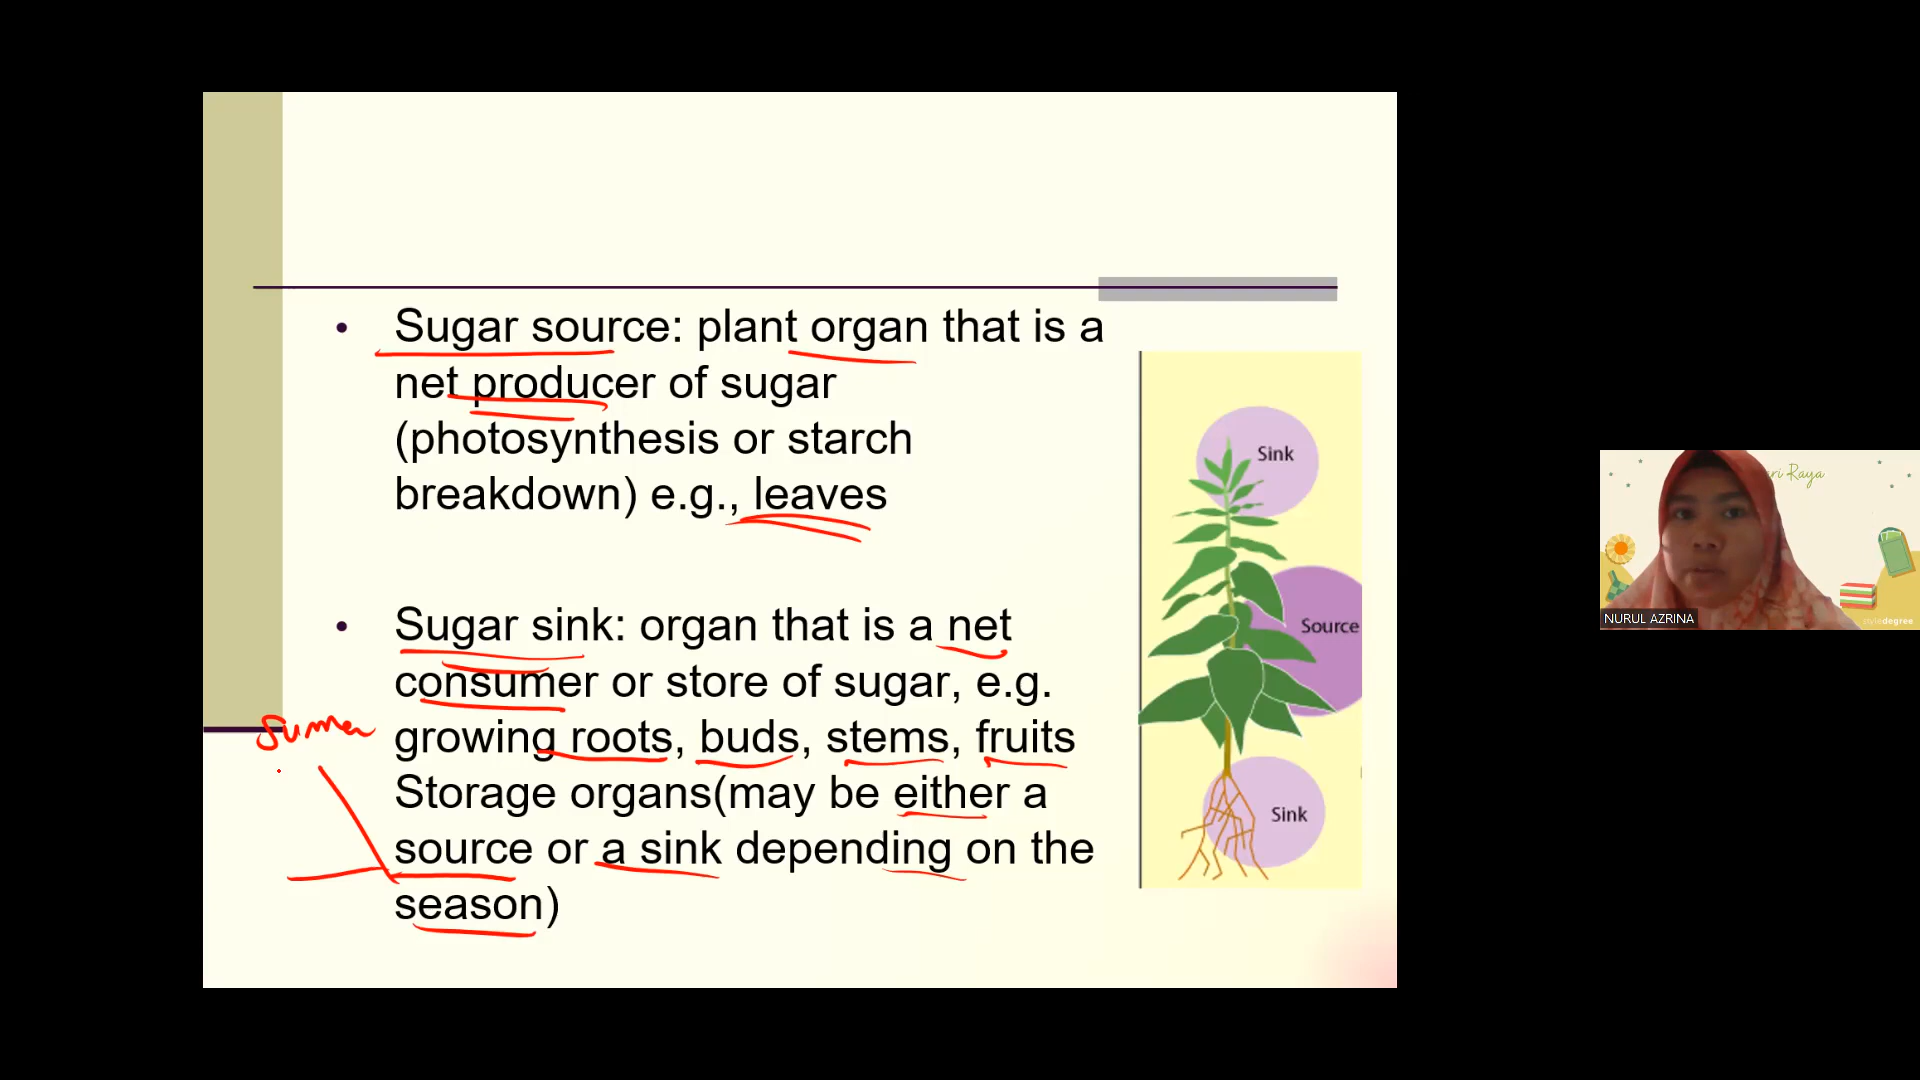 • Sugar source: plant organ that is a
net producer of sugar
(photosynthesis or starch
breakdown) e.g., leaves
• Sugar sink: organ that is a net
consumer or store of sugar, e.g.
growing roots, buds, stems, fruits
Storage organs(may be either a
source or a sink depending on the
season)
Sink
Source
Sink
ari Raya
NURUL AZRINA